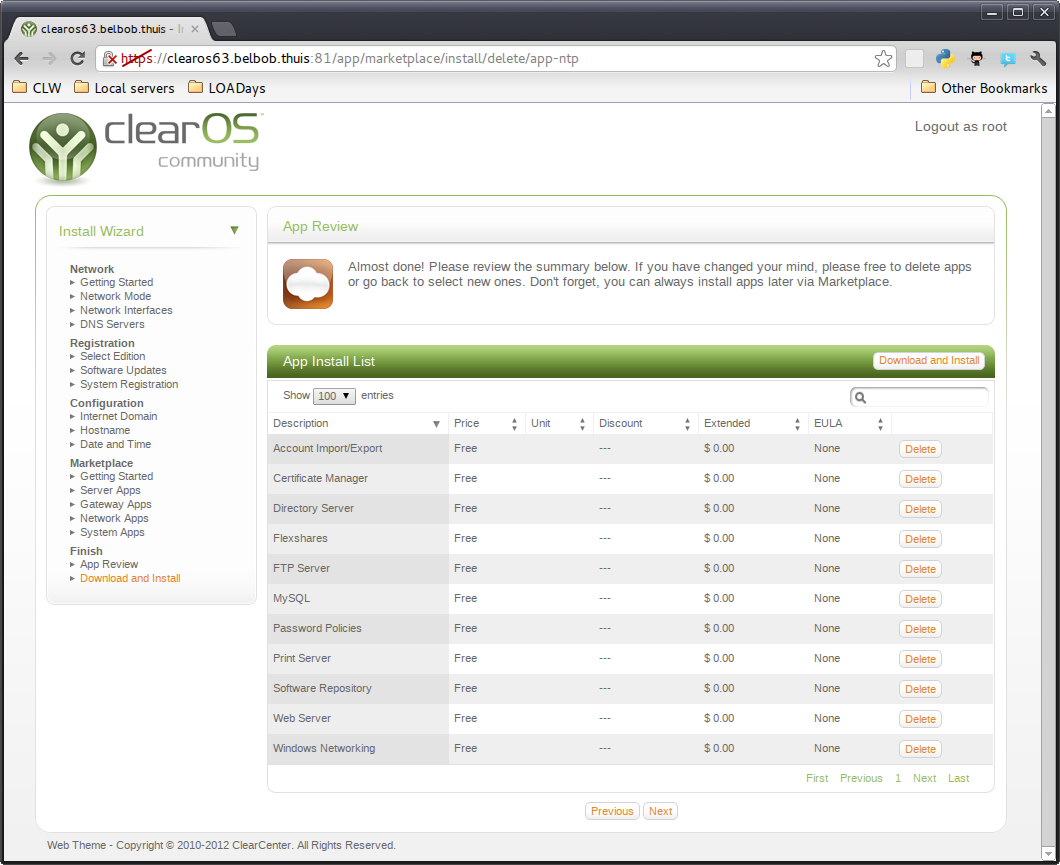 clearos63.belbob.thuis - I
https://clearos63.belbob.thuis:81/app/marketplace/install/delete/app-ntp
CLW Local servers LOADays Other Bookmarks
clearOS
community
Logout as root
Install Wizard
Network
Getting Started
Network Mode
Network Interfaces
DNS Servers
Registration
Select Edition
Software Updates
System Registration
Configuration
Internet Domain
Hostname
Date and Time
Marketplace
Getting Started
Server Apps
Gateway Apps
Network Apps
System Apps
Finish
App Review
Download and Install
App Review
Almost done! Please review the summary below. If you have changed your mind, please free to delete apps
or go back to select new ones. Don't forget, you can always install apps later via Marketplace.
App Install List Download and Install
Show 100 entries
Description Price Unit Discount Extended EULA
Account Import/Export Free --- $ 0.00 None Delete
Certificate Manager Free --- $ 0.00 None Delete
Directory Server Free --- $ 0.00 None Delete
Flexshares Free --- $ 0.00 None Delete
FTP Server Free --- $ 0.00 None Delete
MySQL Free --- $ 0.00 None Delete
Password Policies Free --- $ 0.00 None Delete
Print Server Free --- $ 0.00 None Delete
Software Repository Free --- $ 0.00 None Delete
Web Server Free --- $ 0.00 None Delete
Windows Networking Free --- $ 0.00 None Delete
First Previous 1 Next Last
Previous Next
Web Theme - Copyright © 2010-2012 ClearCenter. All Rights Reserved.